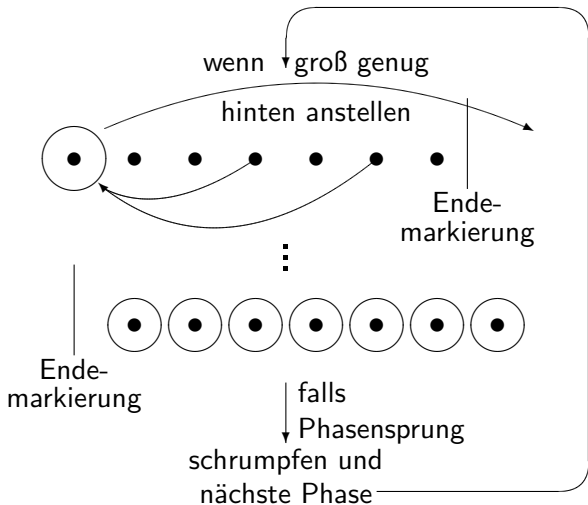 wenn groß genug
hinten anstellen
Ende-
markierung
Ende-
markierung
falls
Phasensprung
schrumpfen und
nächste Phase